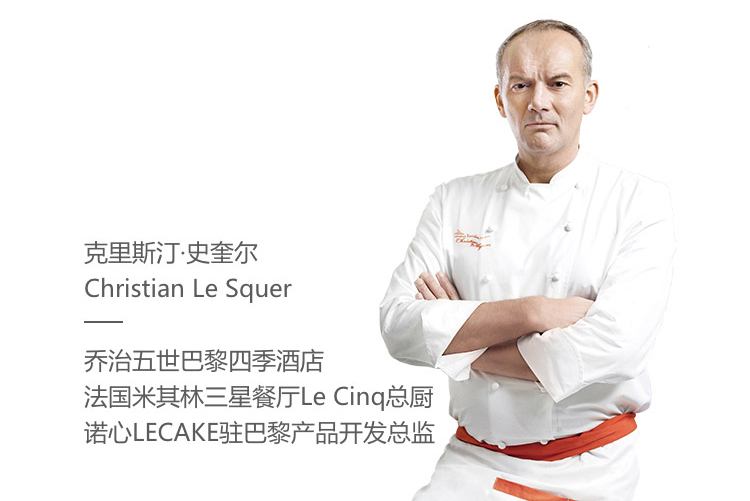 克里斯汀·史奎尔
Christian Le Squer
乔治五世巴黎四季酒店
法国米其林三星餐厅Le Cinq总厨
诺心LECAKE驻巴黎产品开发总监